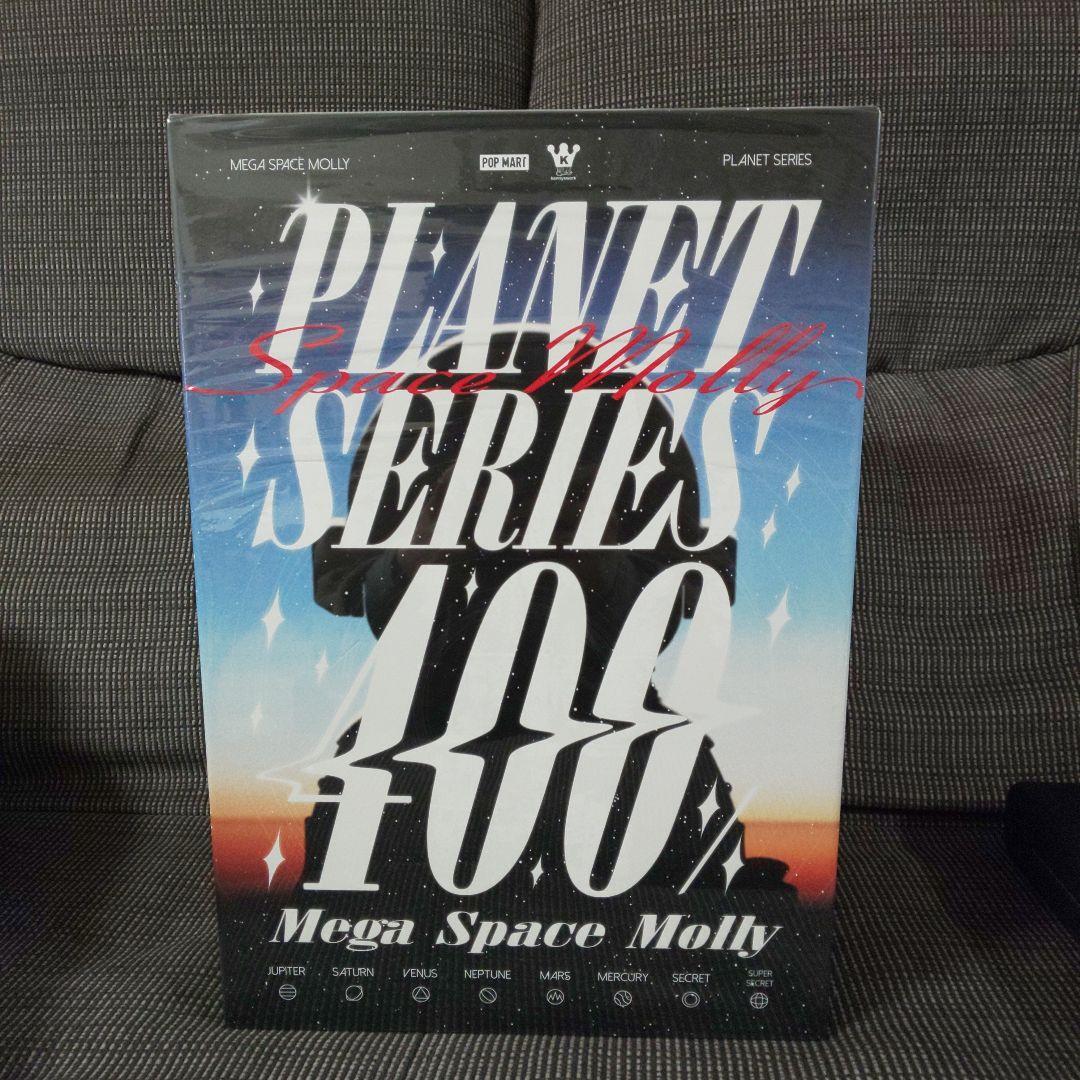 MEGA SPACE MOLLY
POP MART
K
PLANET SERIES
PLANET
Space Molly
SERIES
400%
Mega Space Molly
JUPITER SATURN VENUS NEPTUNE MARS MERCURY SECRET SUPER SECRET